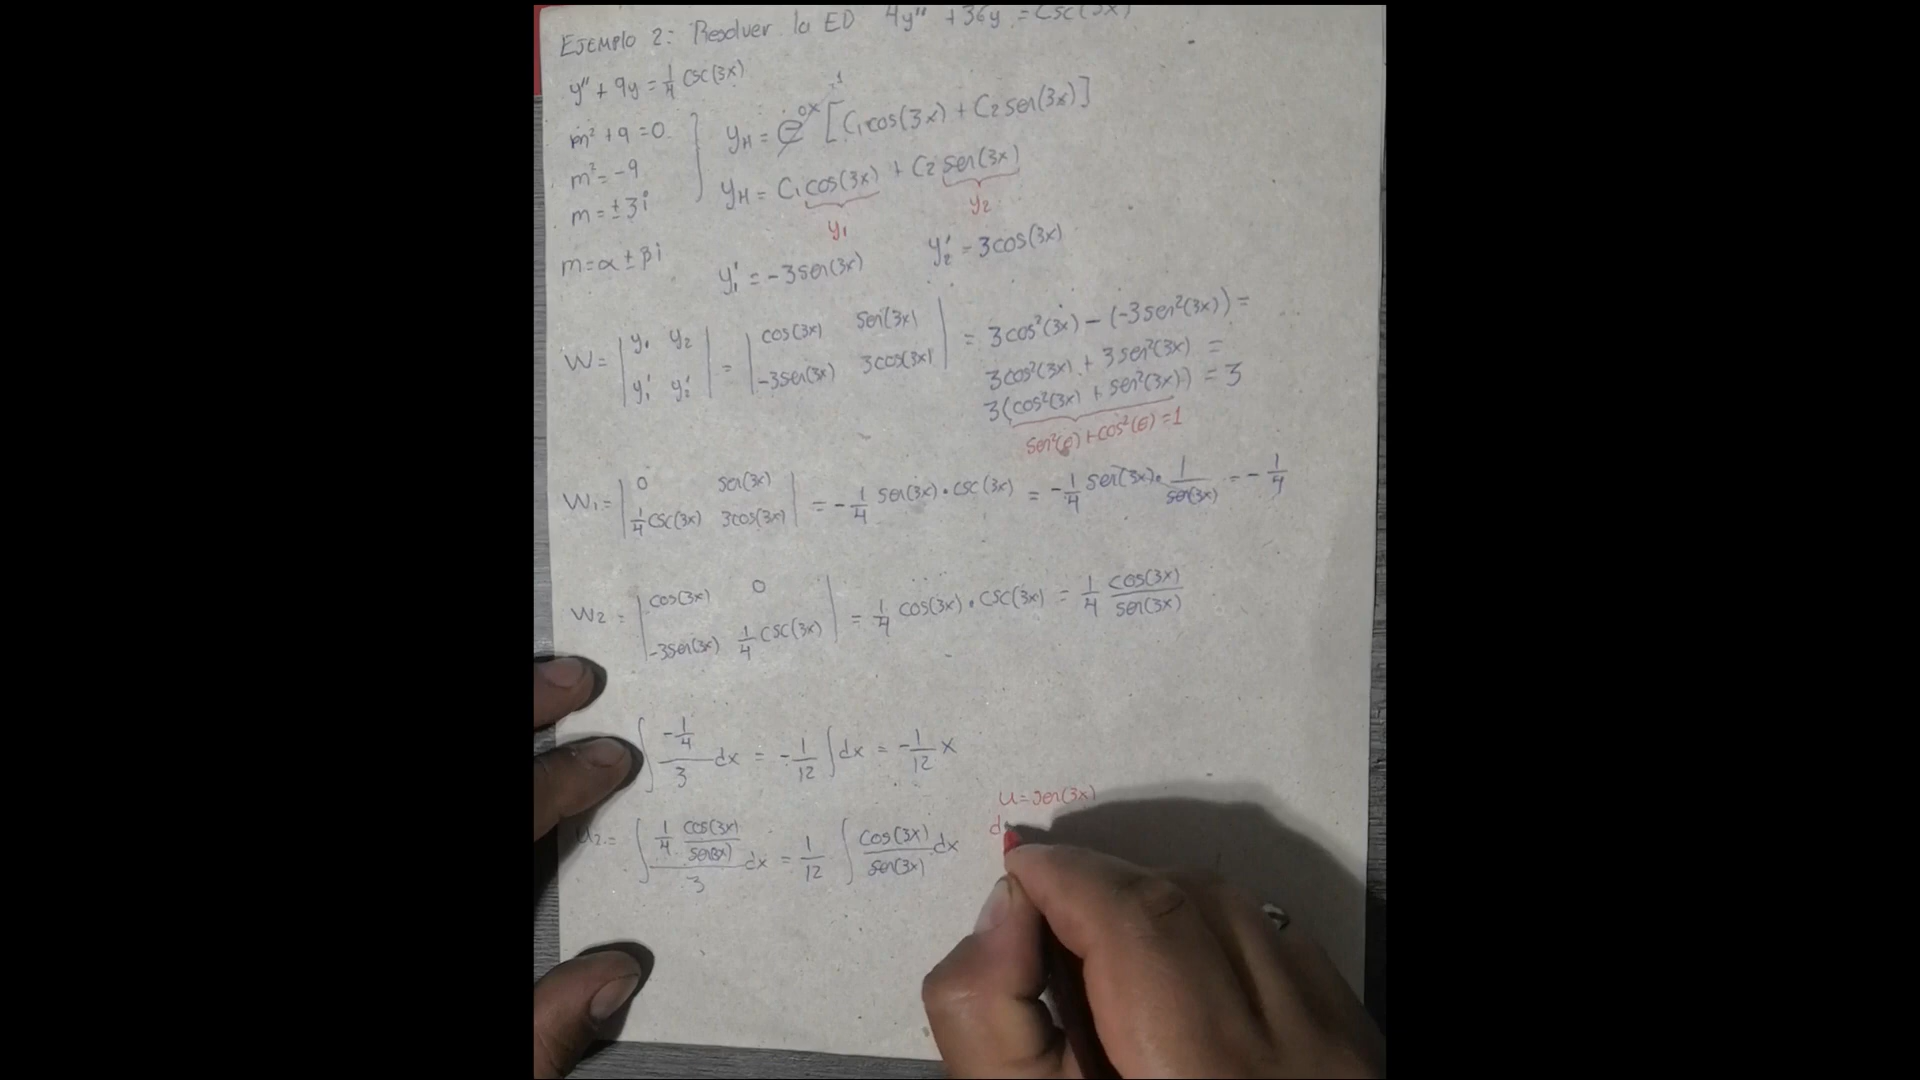 EJEMPLO 2: Resolver la ED 4y'' + 36y = csc(3x)
y'' + 9y = 1/4 csc(3x)
m² + 9 = 0
m² = -9
m = ± 3i
m = α ± βi
1
y_H = e^{0x} [C₁cos(3x) + C₂sen(3x)]
y_H = C₁cos(3x) + C₂sen(3x)
y₁ y₂
y₁' = -3sen(3x) y₂' = 3cos(3x)
W = | y₁ y₂ | = | cos(3x) sen(3x) | = 3cos²(3x) - (-3sen²(3x)) =
| y₁' y₂' | | -3sen(3x) 3cos(3x) | 3cos²(3x) + 3sen²(3x) =
3(cos²(3x) + sen²(3x)) = 3
sen²(θ) + cos²(θ) = 1
W₁ = | 0 sen(3x) | = -1/4 sen(3x) · csc(3x) = -1/4 sen(3x) · 1/sen(3x) = -1/4
| 1/4 csc(3x) 3cos(3x) |
W₂ = | cos(3x) 0 | = 1/4 cos(3x) · csc(3x) = 1/4 cos(3x)/sen(3x)
| -3sen(3x) 1/4 csc(3x) |
∫ (-1/4)/3 dx = -1/12 ∫ dx = -1/12 x
u₂ = ∫ (1/4 cos(3x)/sen(3x))/3 dx = 1/12 ∫ cos(3x)/sen(3x) dx
u = sen(3x)
d